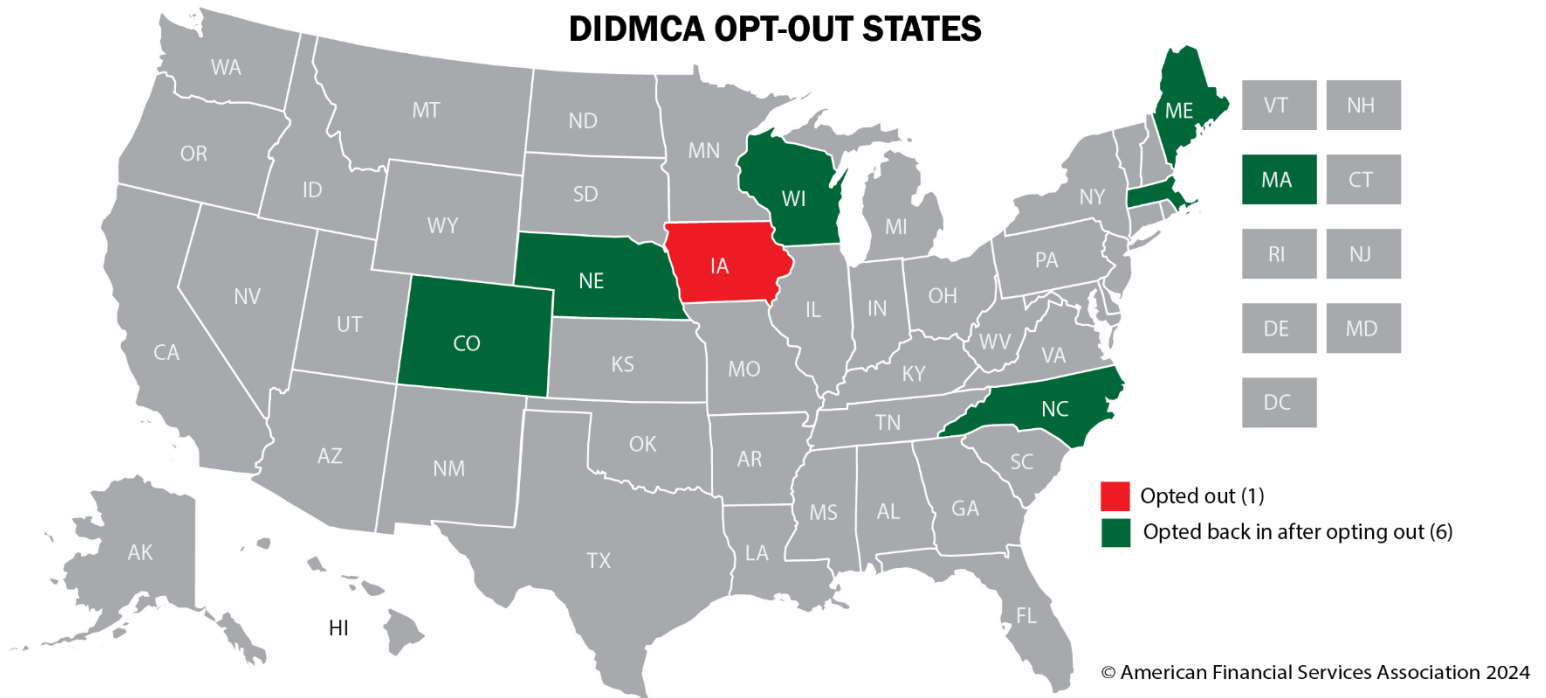 DIDMCA OPT-OUT STATES
WA
MT
ND
MN
OR
ID
SD
WY
WI
MI
NY
ME
VT
NH
MA
CT
RI
NJ
DE
MD
DC
NV
UT
CO
NE
IA
IL
IN
OH
PA
CA
KS
MO
KY
WV
VA
AZ
NM
OK
AR
TN
NC
SC
AK
HI
TX
LA
MS
AL
GA
FL
Opted out (1)
Opted back in after opting out (6)
© American Financial Services Association 2024